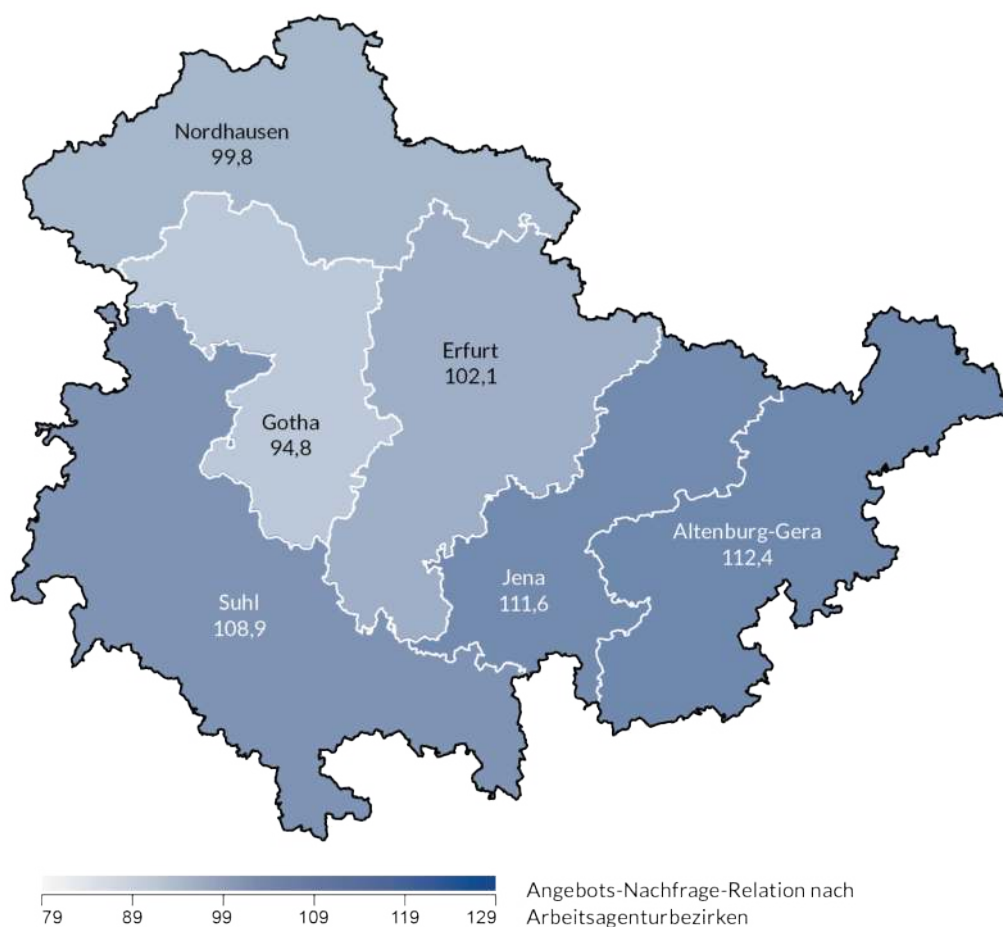 Nordhausen
99,8
Erfurt
102,1
Gotha
94,8
Altenburg-Gera
112,4
Jena
111,6
Suhl
108,9
79 89 99 109 119 129
Angebots-Nachfrage-Relation nach
Arbeitsagenturbezirken